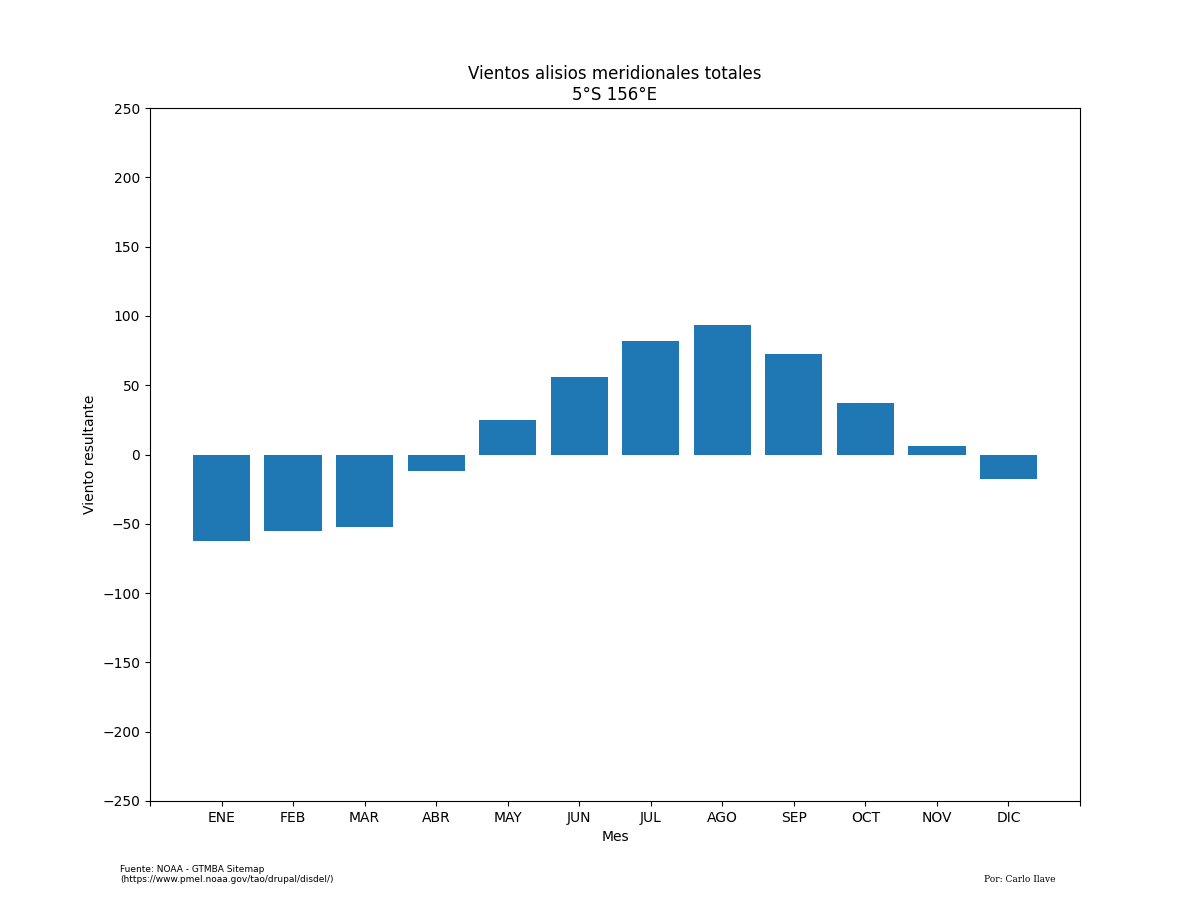 Vientos alisios meridionales totales
5°S 156°E
250
200
150
100
50
0
−50
−100
−150
−200
−250
Viento resultante
ENE FEB MAR ABR MAY JUN JUL AGO SEP OCT NOV DIC
Mes
Fuente: NOAA - GTMBA Sitemap
(https://www.pmel.noaa.gov/tao/drupal/disdel/)
Por: Carlo Ilave